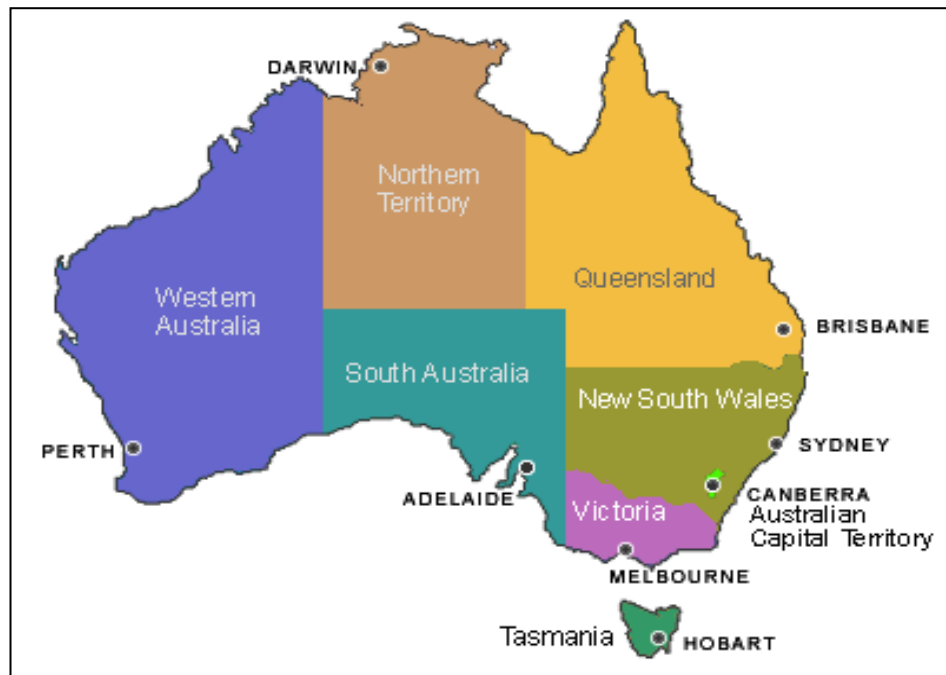 DARWIN
Northern
Territory
Queensland
Western
Australia
BRISBANE
South Australia
New South Wales
PERTH
SYDNEY
ADELAIDE
CANBERRA
Australian
Capital Territory
Victoria
MELBOURNE
Tasmania
HOBART